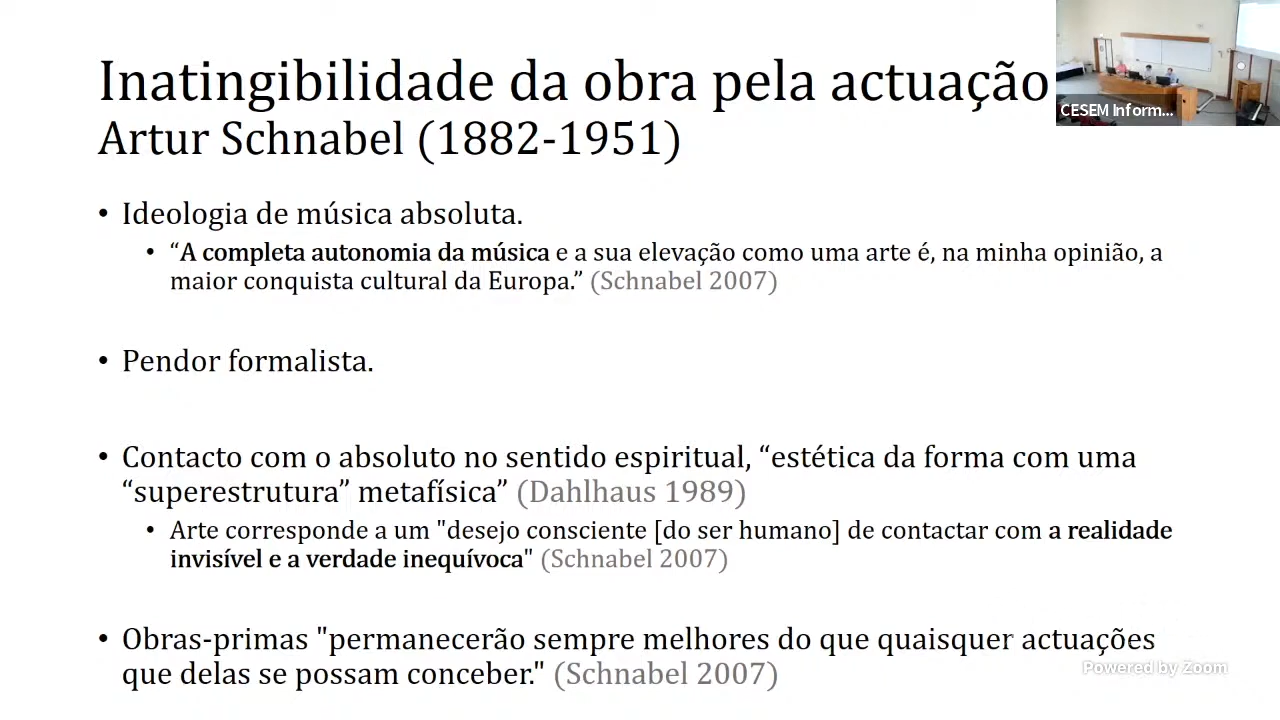 Inatingibilidade da obra pela actuação
Artur Schnabel (1882-1951)
CESEM Inform...
• Ideologia de música absoluta.
• “A completa autonomia da música e a sua elevação como uma arte é, na minha opinião, a
maior conquista cultural da Europa.” (Schnabel 2007)
• Pendor formalista.
• Contacto com o absoluto no sentido espiritual, “estética da forma com uma
“superestrutura” metafísica” (Dahlhaus 1989)
• Arte corresponde a um "desejo consciente [do ser humano] de contactar com a realidade
invisível e a verdade inequívoca" (Schnabel 2007)
• Obras-primas "permanecerão sempre melhores do que quaisquer actuações
que delas se possam conceber." (Schnabel 2007)
Powered by Zoom